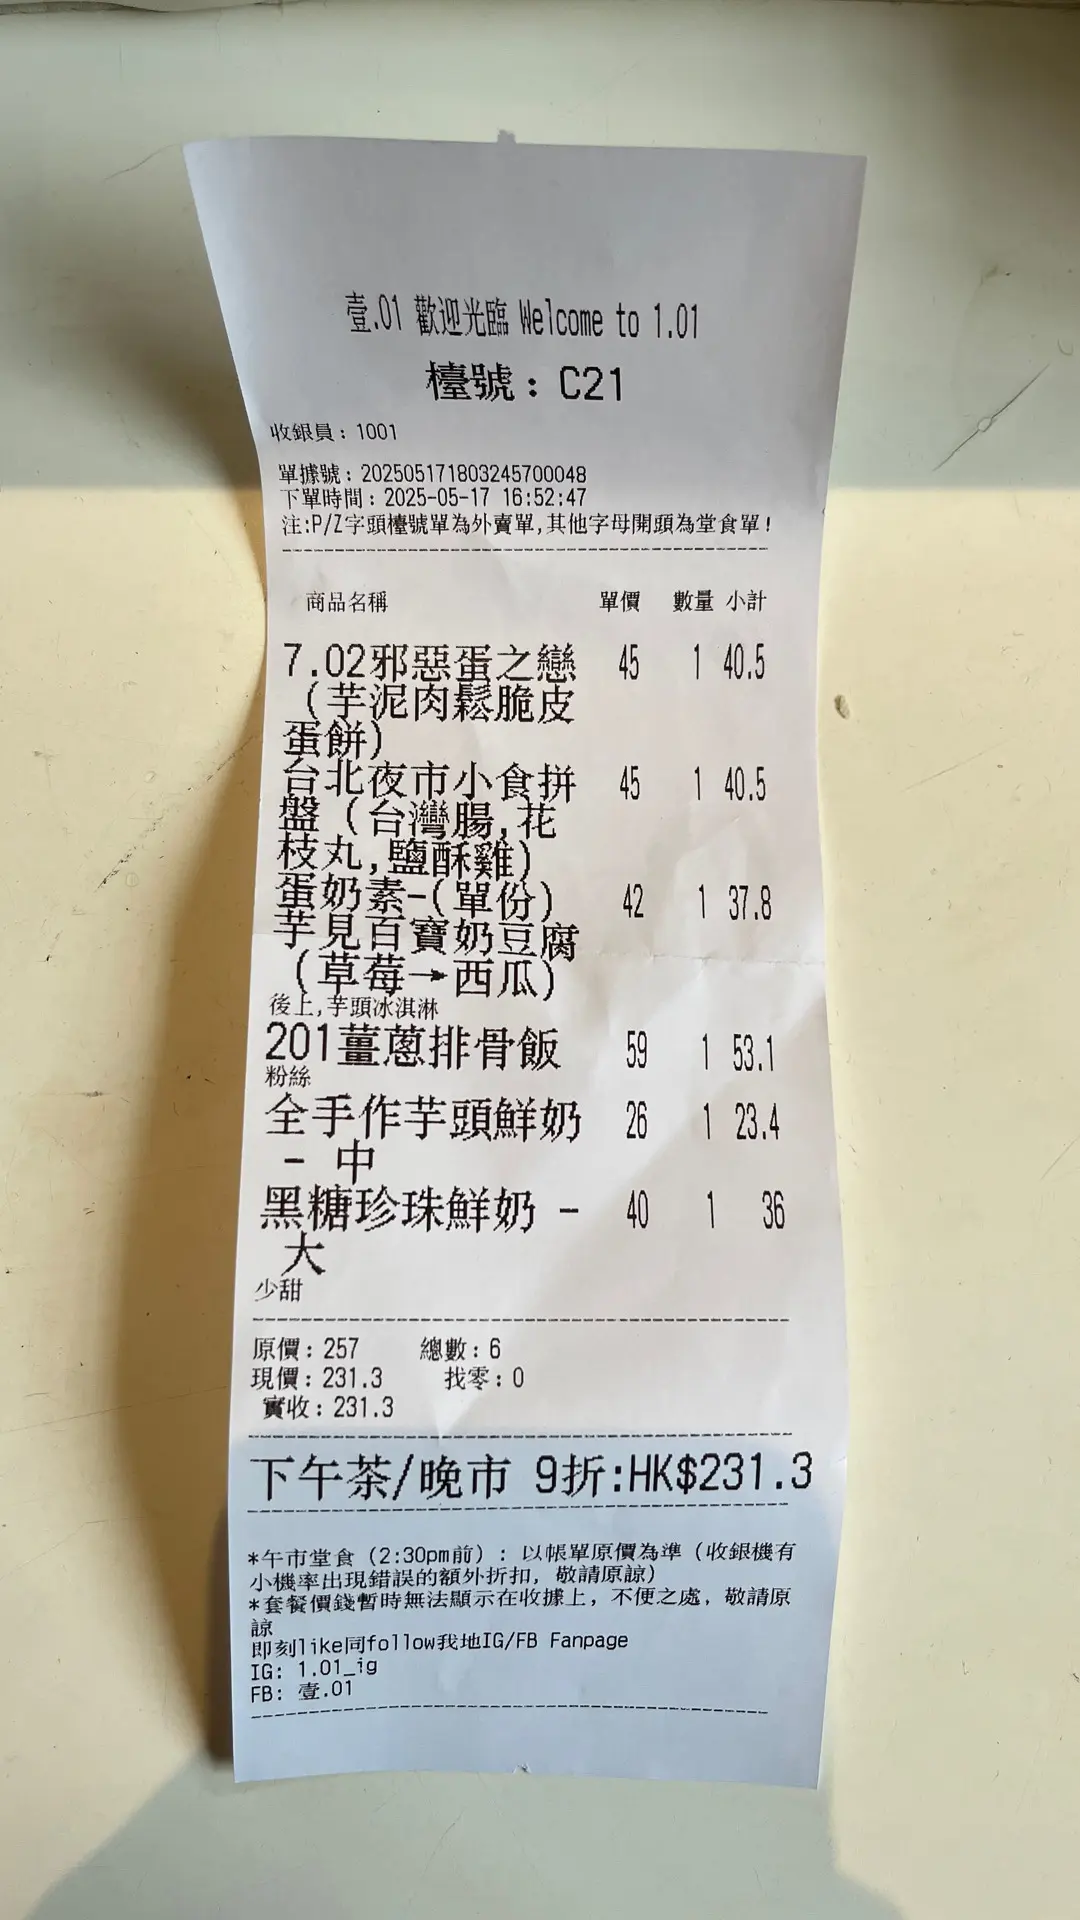 壹.01 歡迎光臨 Welcome to 1.01
檯號：C21
收銀員：1001
單據號：202505171803245700048
下單時間：2025-05-17 16:52:47
注:P/Z字頭檯號單為外賣單,其他字母開頭為堂食單!
商品名稱 單價 數量 小計
7.02邪惡蛋之戀 45 1 40.5
(芋泥肉鬆脆皮
蛋餅)
台北夜市小食拼 45 1 40.5
盤 (台灣腸,花
枝丸,鹽酥雞)
蛋奶素-(單份) 42 1 37.8
芋見百寶奶豆腐
(草莓→西瓜)
後上,芋頭冰淇淋
201薑蔥排骨飯 59 1 53.1
粉絲
全手作芋頭鮮奶 26 1 23.4
- 中
黑糖珍珠鮮奶 - 40 1 36
大
少甜
原價：257 總數：6
現價：231.3 找零：0
實收：231.3
下午茶/晚市 9折:HK$231.3
*午市堂食 (2:30pm前) : 以帳單原價為準 (收銀機有
小機率出現錯誤的額外折扣, 敬請原諒)
*套餐價錢暫時無法顯示在收據上, 不便之處, 敬請原
諒
即刻like同follow我地IG/FB Fanpage
IG: 1.01_ig
FB: 壹.01